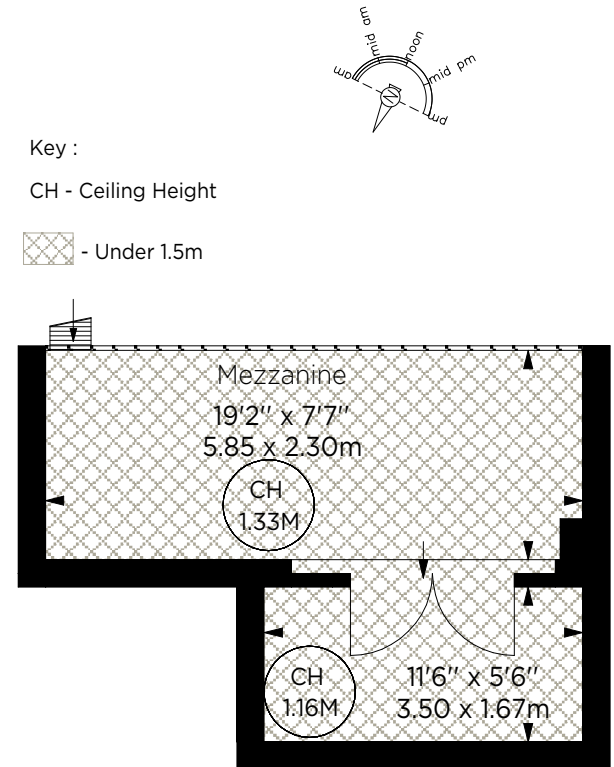 am
mid am
noon
mid pm
pm
N
Key :
CH - Ceiling Height
- Under 1.5m
Mezzanine
19'2'' x 7'7''
5.85 x 2.30m
CH
1.33M
CH
1.16M
11'6'' x 5'6''
3.50 x 1.67m